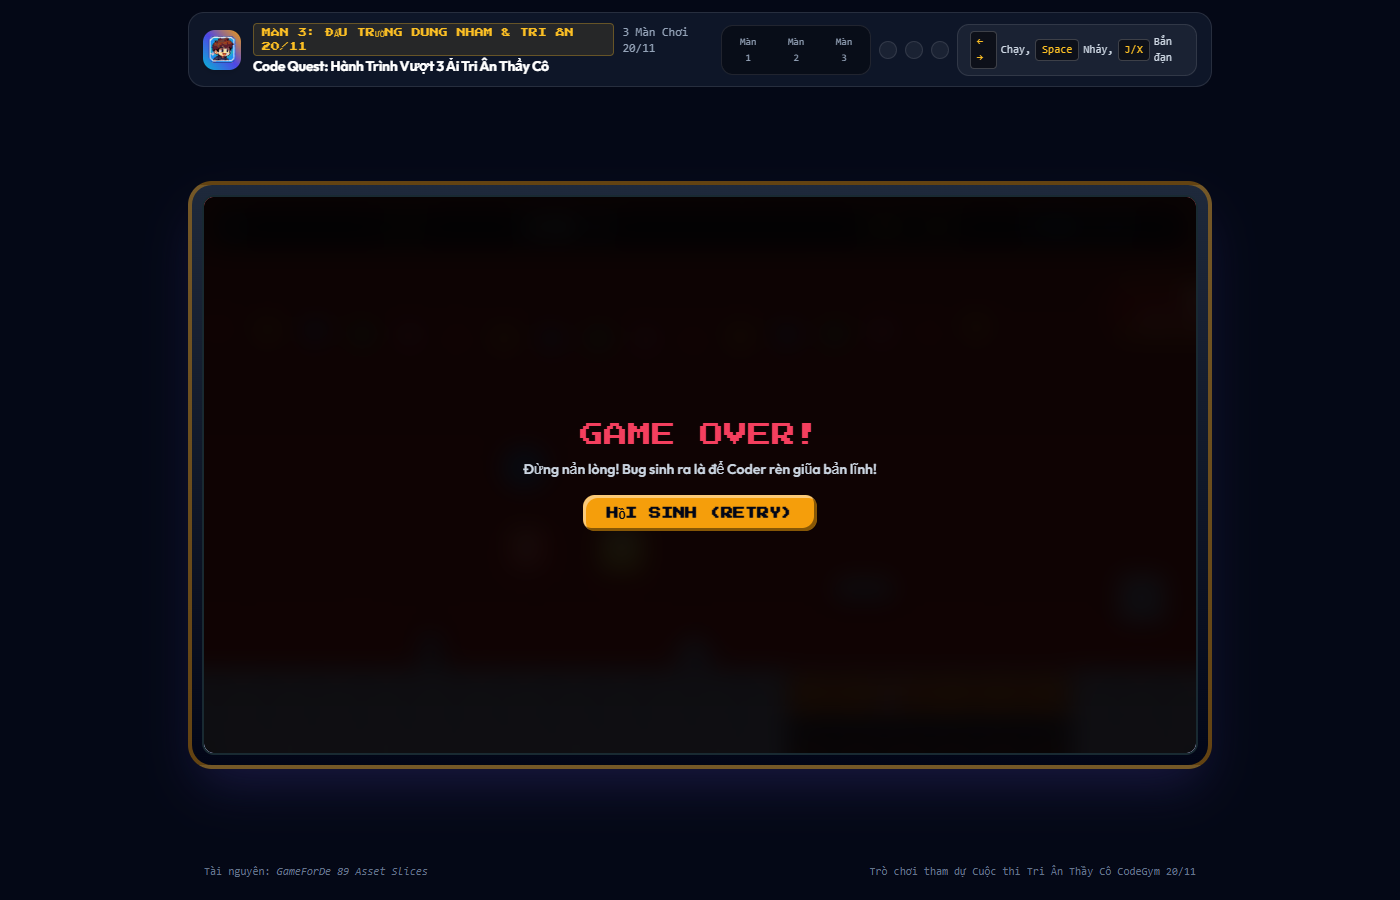 MÀN 3: ĐẤU TRƯỜNG DUNG NHAM & TRI ÂN
20/11
Code Quest: Hành Trình Vượt 3 Ải Tri Ân Thầy Cô
3 Màn Chơi
20/11
Màn
1
Màn
2
Màn
3
←
→
Chạy,
Space
Nhảy,
J/X
Bắn
đạn
GAME OVER!
Đừng nản lòng! Bug sinh ra là để Coder rèn giũa bản lĩnh!
HỒI SINH (RETRY)
Tài nguyên: GameForDe 89 Asset Slices
Trò chơi tham dự Cuộc thi Tri Ân Thầy Cô CodeGym 20/11